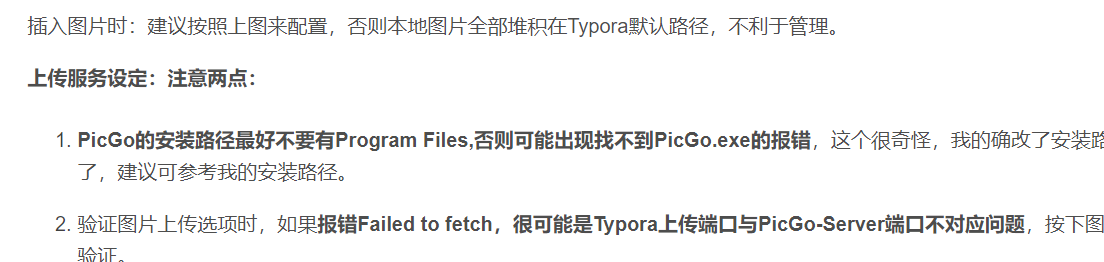 插入图片时：建议按照上图来配置，否则本地图片全部堆积在Typora默认路径，不利于管理。
上传服务设定：注意两点：
1. PicGo的安装路径最好不要有Program Files,否则可能出现找不到PicGo.exe的报错，这个很奇怪，我的确改了安装路
了，建议可参考我的安装路径。
2. 验证图片上传选项时，如果报错Failed to fetch，很可能是Typora上传端口与PicGo-Server端口不对应问题，按下图
验证。